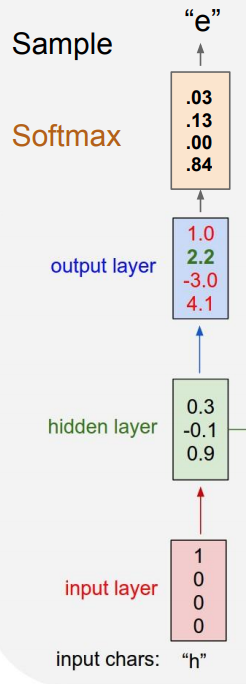 “e”
Sample
.03
.13
.00
.84
Softmax
1.0
2.2
-3.0
4.1
output layer
0.3
-0.1
0.9
hidden layer
1
0
0
0
input layer
input chars: “h”